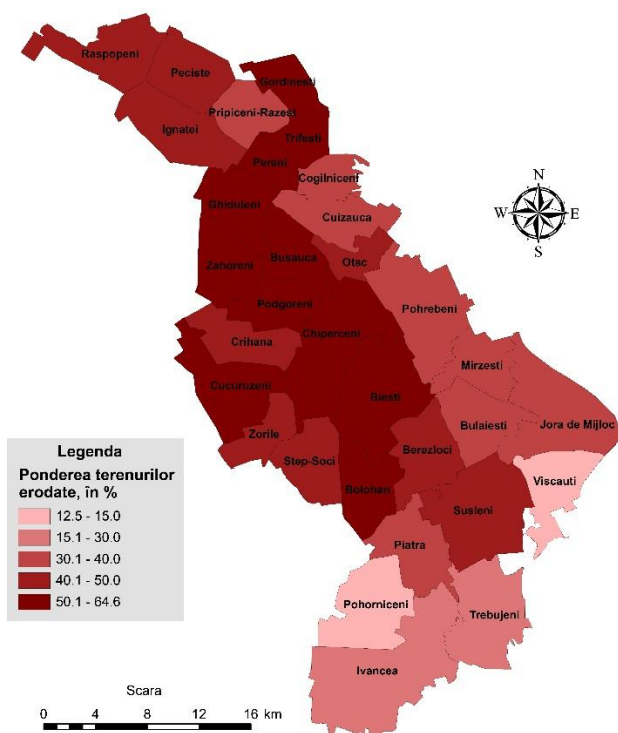 Raspopeni
Peciste
Gordinesti
Pripiceni-Razesi
Ignatei
Trifesti
Pereni
Cogilniceni
Ghiduleni
Cuizauca
N
W
E
S
Busauca
Otac
Zahoreni
Pohrebeni
Podgoreni
Chiperceni
Crihana
Mirzesti
Cucuruzeni
Biesti
Jora de Mijloc
Bulaiesti
Zorile
Berezloci
Step-Soci
Viscauti
Bolohan
Susleni
Piatra
Pohorniceni
Trebujeni
Ivancea
Legenda
Ponderea terenurilor
erodate, în %
12.5 - 15.0
15.1 - 30.0
30.1 - 40.0
40.1 - 50.0
50.1 - 64.6
Scara
0 4 8 12 16 km